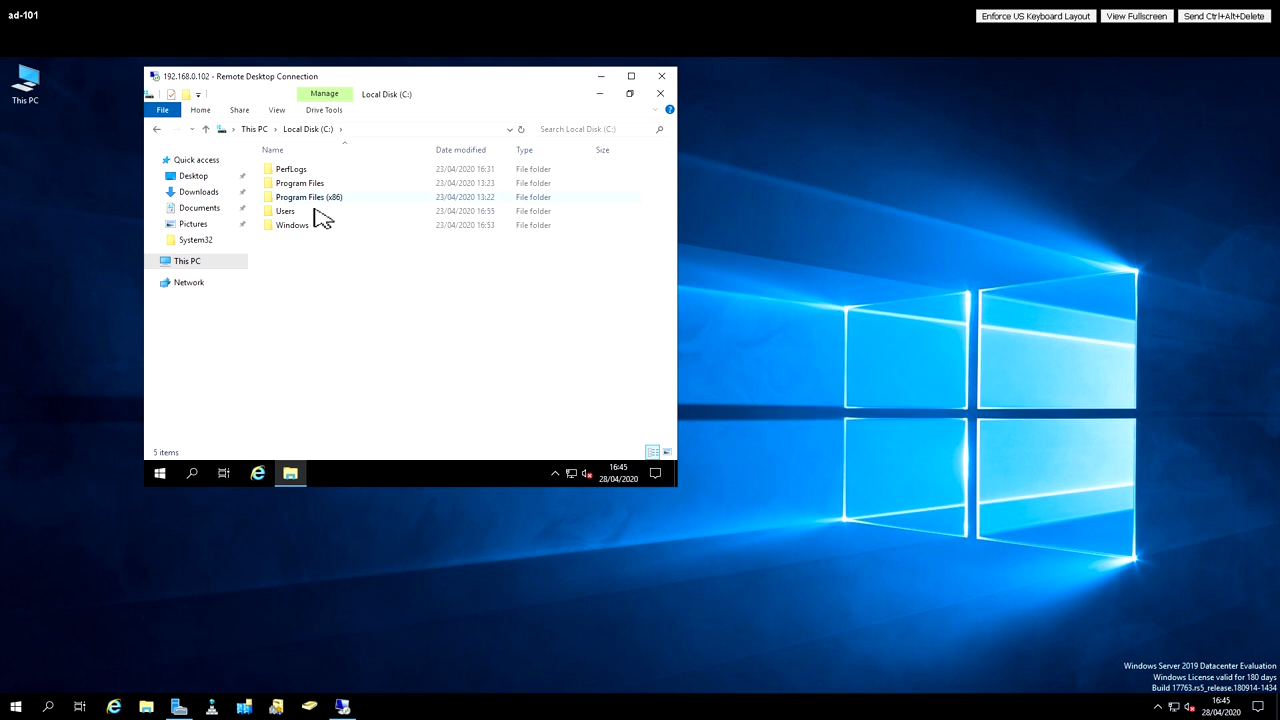 ad-101
Enforce US Keyboard Layout
View Fullscreen
Send Ctrl+Alt+Delete
This PC
192.168.0.102 - Remote Desktop Connection
Manage
Local Disk (C:)
File
Home
Share
View
Drive Tools
This PC > Local Disk (C:) >
Search Local Disk (C:)
Name
Date modified
Type
Size
Quick access
Desktop
Downloads
Documents
Pictures
System32
This PC
Network
PerfLogs 23/04/2020 16:31 File folder
Program Files 23/04/2020 13:23 File folder
Program Files (x86) 23/04/2020 13:22 File folder
Users 23/04/2020 16:55 File folder
Windows 23/04/2020 16:53 File folder
5 items
16:45
28/04/2020
Windows Server 2019 Datacenter Evaluation
Windows License valid for 180 days
Build 17763.rs5_release.180914-1434
16:45
28/04/2020